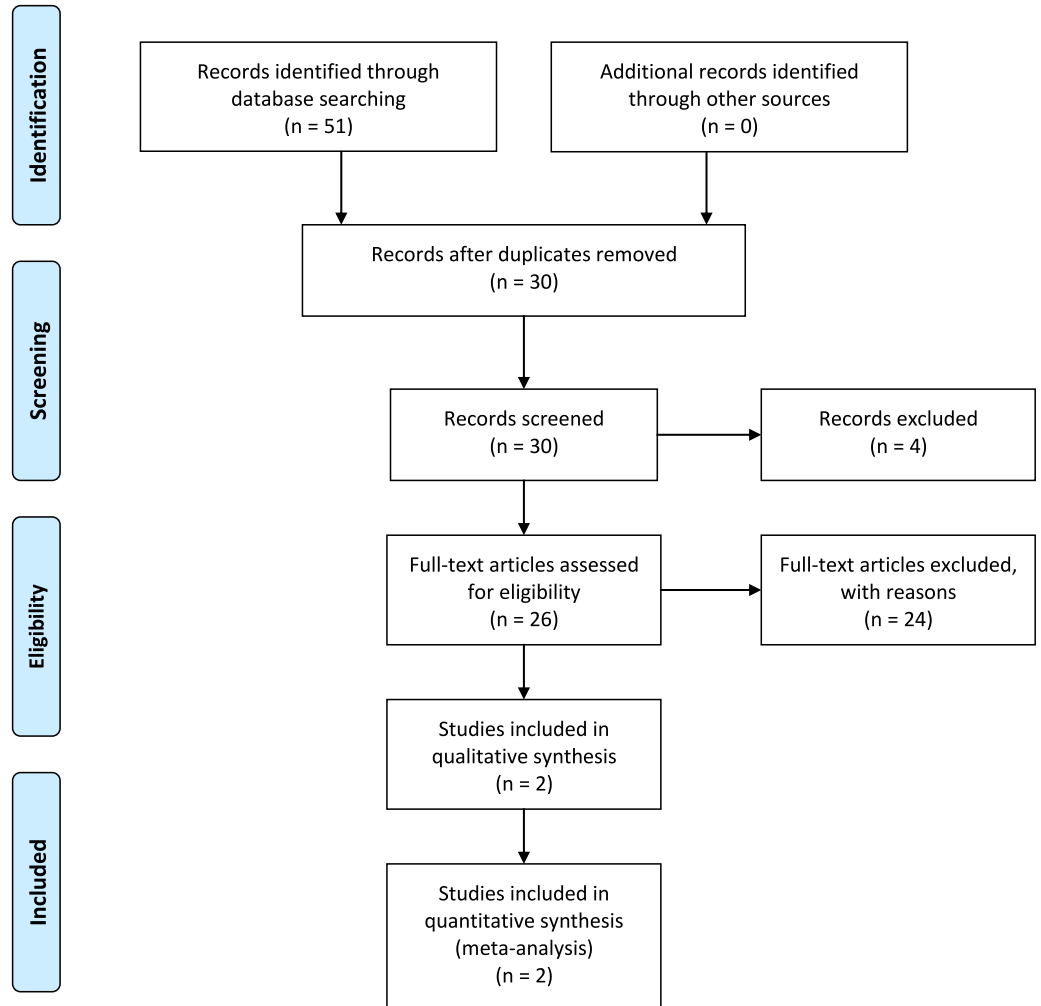 Identification
Records identified through
database searching
(n = 51)
Additional records identified
through other sources
(n = 0)
Records after duplicates removed
(n = 30)
Screening
Records screened
(n = 30)
Records excluded
(n = 4)
Eligibility
Full-text articles assessed
for eligibility
(n = 26)
Full-text articles excluded,
with reasons
(n = 24)
Studies included in
qualitative synthesis
(n = 2)
Included
Studies included in
quantitative synthesis
(meta-analysis)
(n = 2)